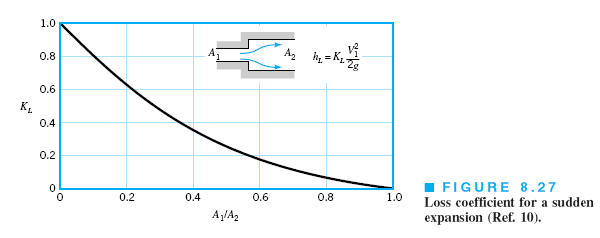 1.0
0.8
0.6
0.4
0.2
0
K_L
A_1
A_2
h_L = K_L V_1^2/2g
0
0.2
0.4
0.6
0.8
1.0
A_1/A_2
■ FIGURE 8.27
Loss coefficient for a sudden
expansion (Ref. 10).